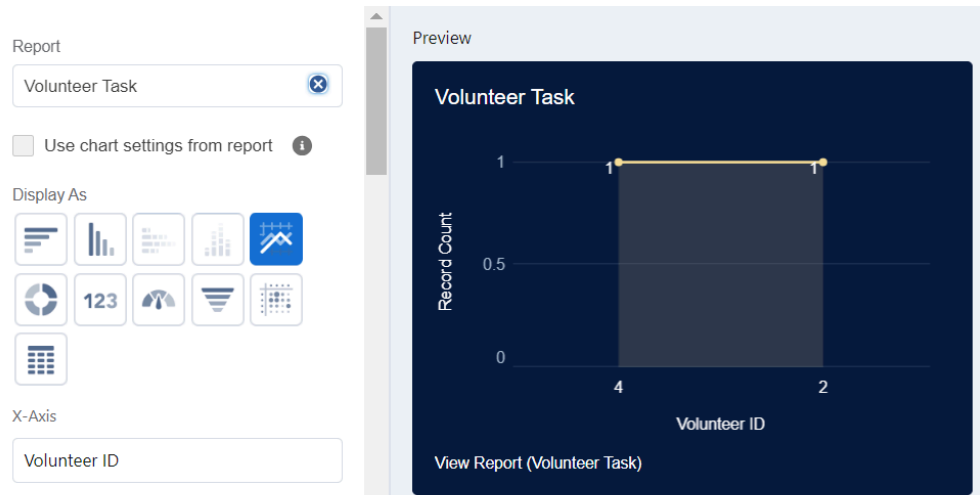 Report
Volunteer Task
Use chart settings from report
Display As
123
X-Axis
Volunteer ID
Preview
Volunteer Task
1
1
1
Record Count
0.5
0
4
2
Volunteer ID
View Report (Volunteer Task)